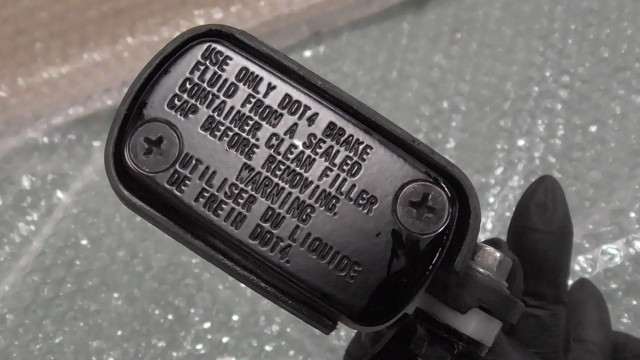 USE ONLY DOT4 BRAKE
FLUID FROM A SEALED
CONTAINER. CLEAN FILLER
CAP BEFORE REMOVING.
WARNING
UTILISER DU LIQUIDE
DE FREIN DOT4.